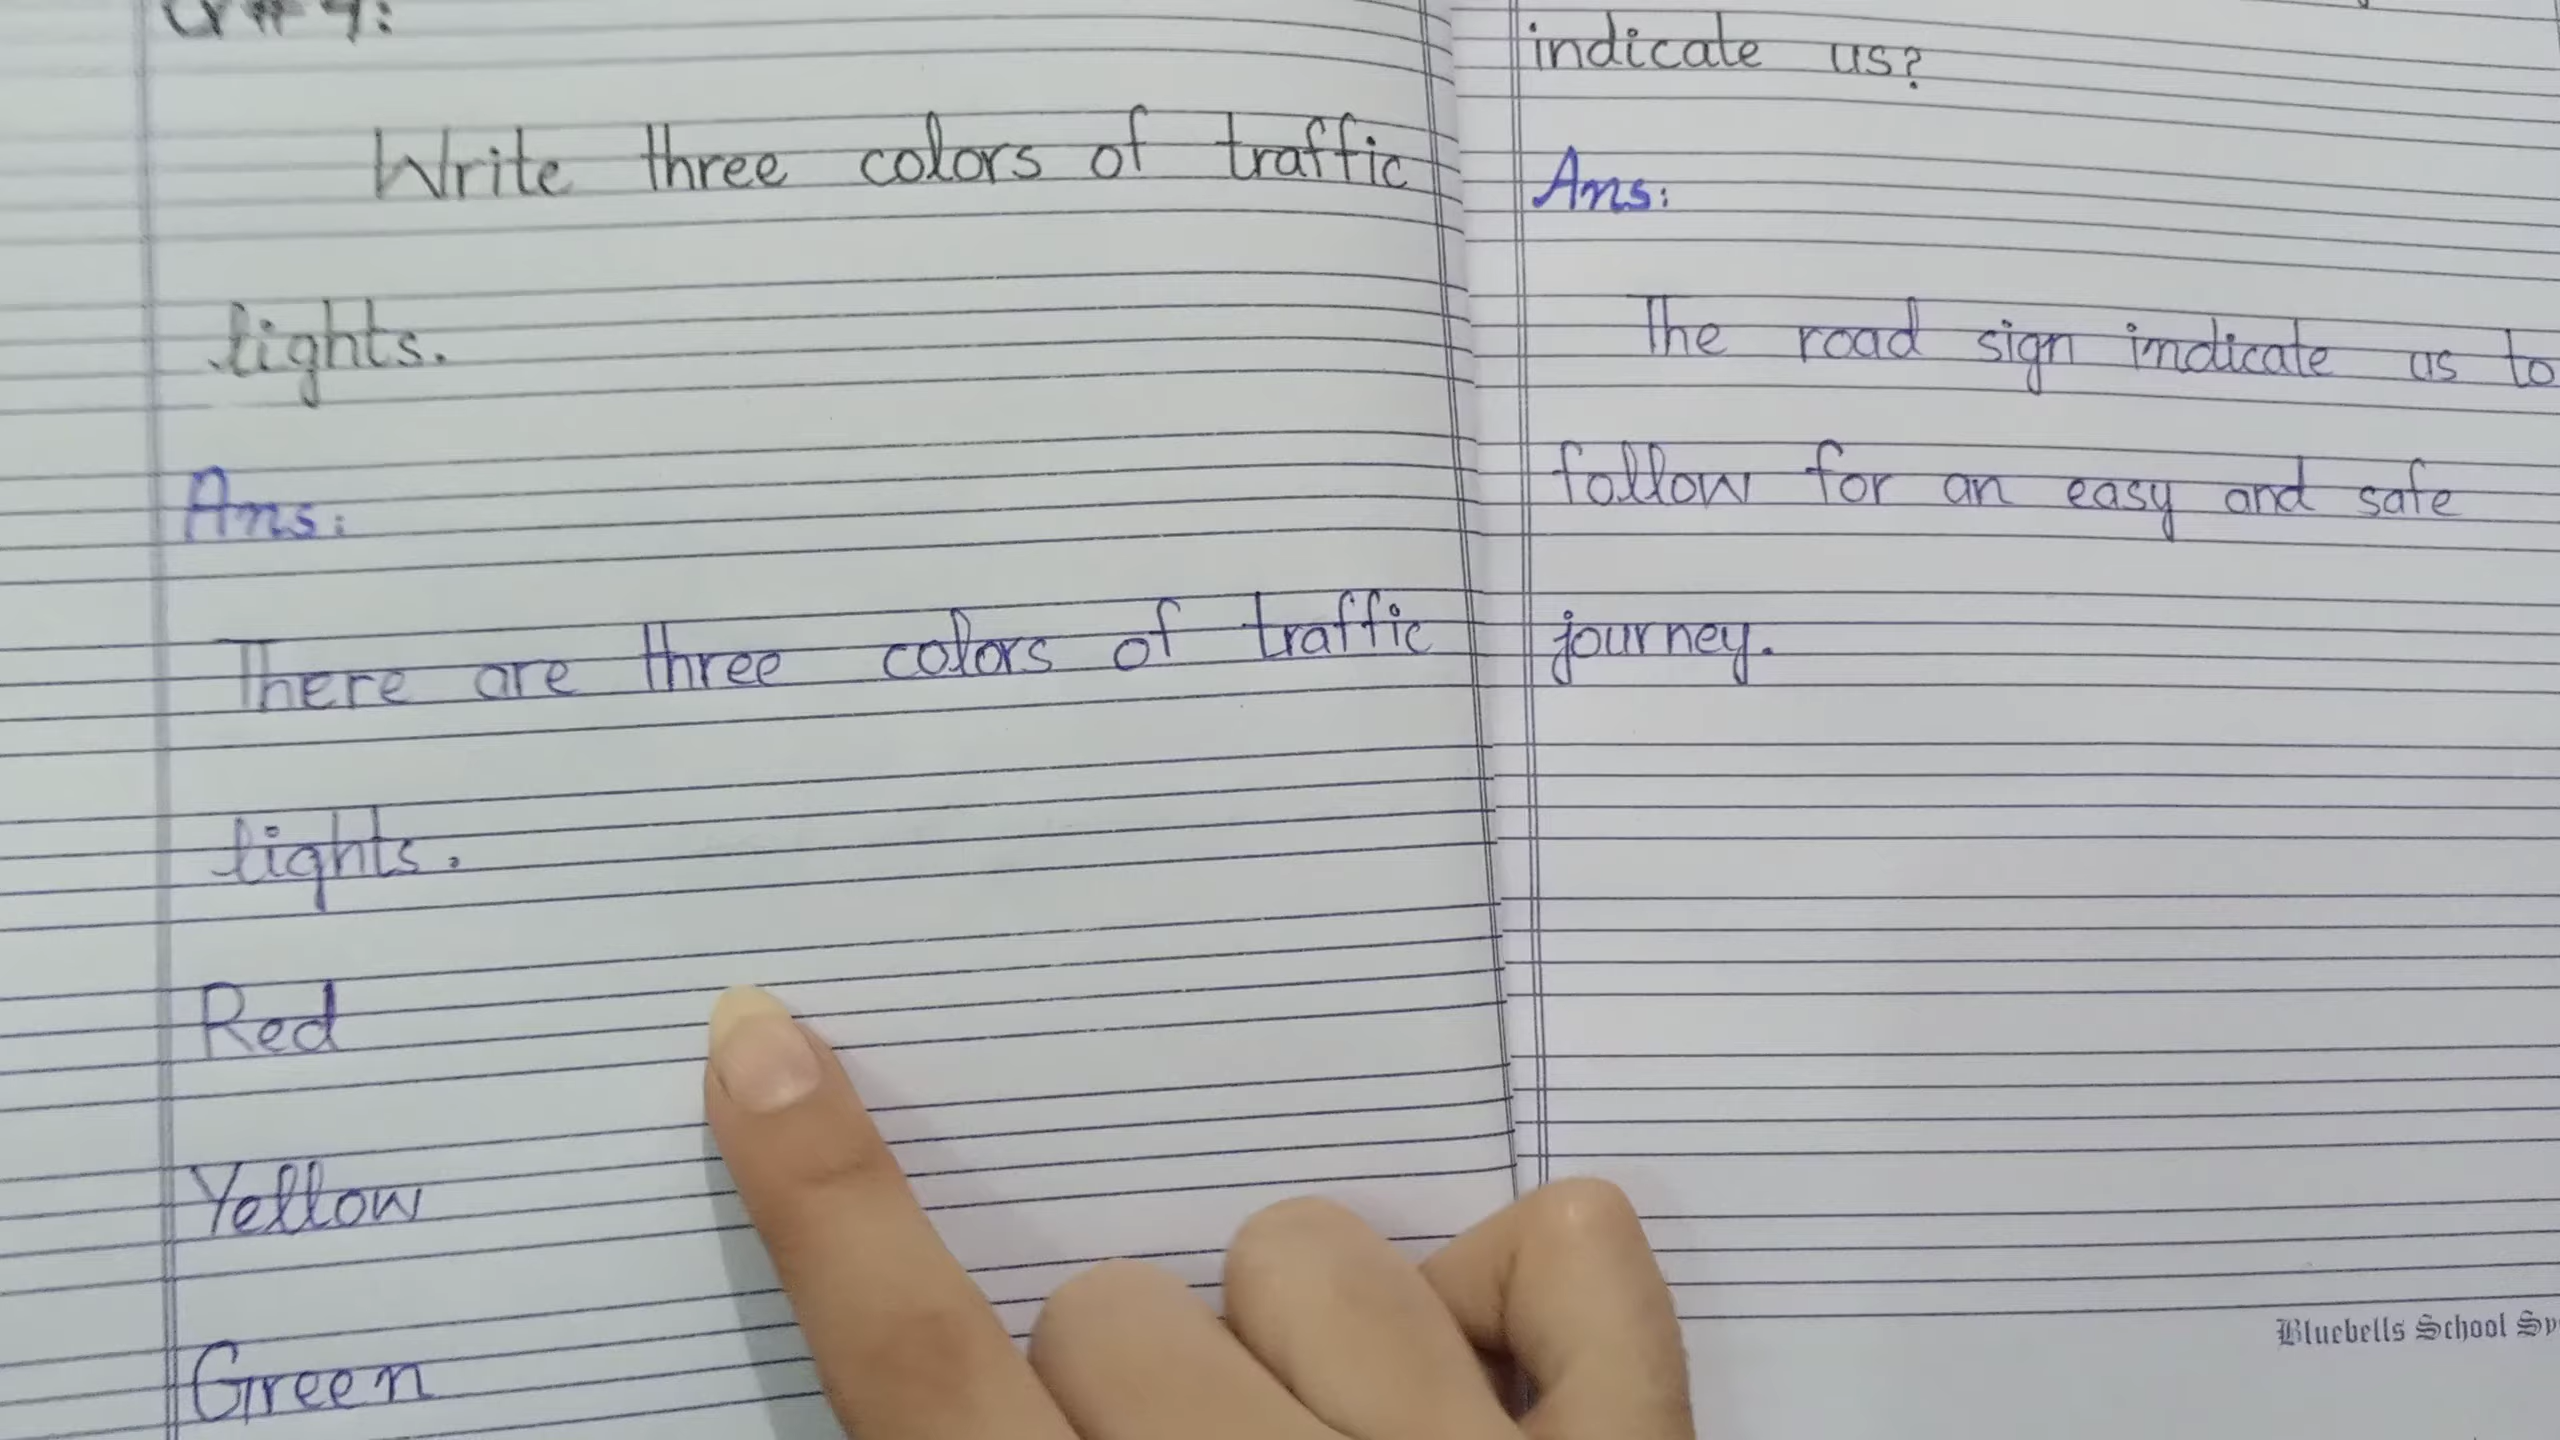 Write three colors of traffic
lights.
Ans:
There are three colors of traffic
lights.
Red
Yellow
Green
indicate us?
Ans:
The road sign indicate us to
follow for an easy and safe
journey.
Bluebells School